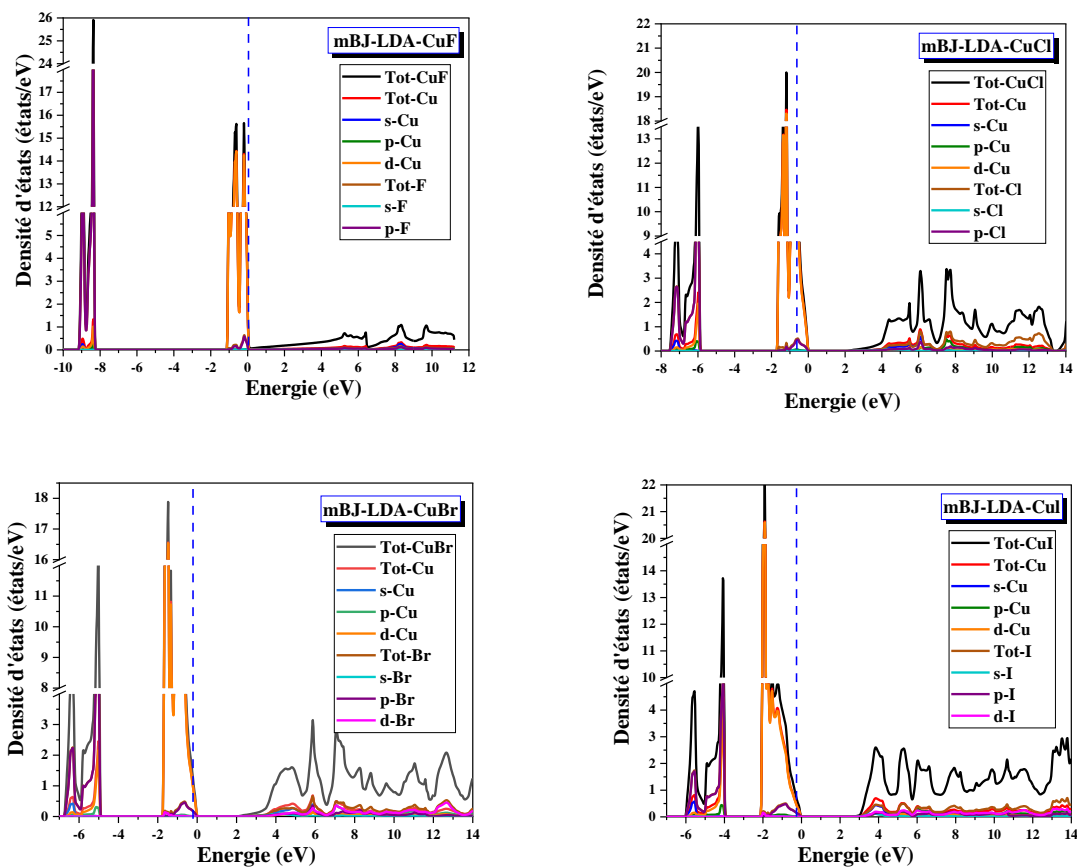 mBJ-LDA-CuF
Tot-CuF
Tot-Cu
s-Cu
p-Cu
d-Cu
Tot-F
s-F
p-F
Densité d'états (états/eV)
26
25
24
16
15
14
13
12
5
4
3
2
1
0
-10 -9 -8 -7 -6 -5 -4 -3 -2 -1 0 1 2 3 4 5 6 7 8 9 10 11 12
Energie (eV)
mBJ-LDA-CuCl
Tot-CuCl
Tot-Cu
s-Cu
p-Cu
d-Cu
Tot-Cl
s-Cl
p-Cl
Densité d'états (états/eV)
22
21
20
19
18
13
12
11
10
9
4
3
2
1
0
-8 -6 -4 -2 0 2 4 6 8 10 12 14
Energie (eV)
mBJ-LDA-CuBr
Tot-CuBr
Tot-Cu
s-Cu
p-Cu
d-Cu
Tot-Br
s-Br
p-Br
d-Br
Densité d'états (états/eV)
18
17
16
11
10
9
8
3
2
1
0
-6 -4 -2 0 2 4 6 8 10 12 14
Energie (eV)
mBJ-LDA-CuI
Tot-CuI
Tot-Cu
s-Cu
p-Cu
d-Cu
Tot-I
s-I
p-I
d-I
Densité d'états (états/eV)
22
21
20
14
12
10
4
2
0
-6 -4 -2 0 2 4 6 8 10 12 14
Energie (eV)